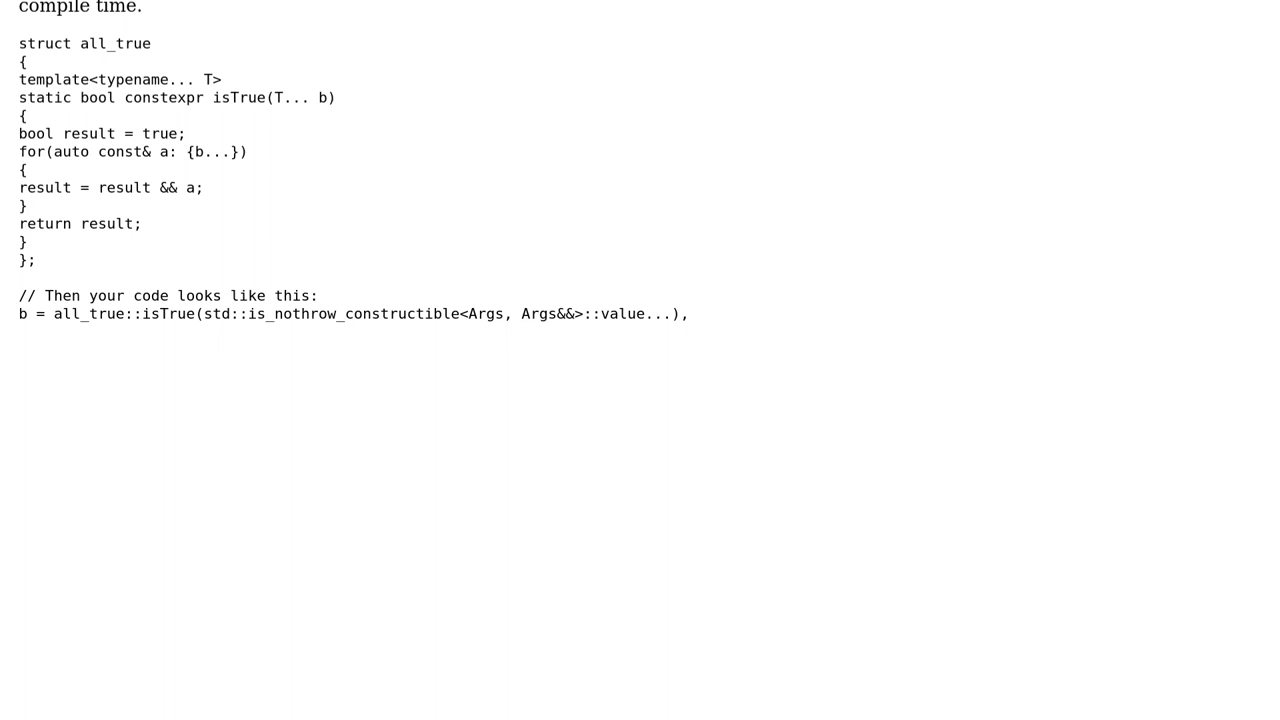 compile time.
struct all_true
{
template<typename... T>
static bool constexpr isTrue(T... b)
{
bool result = true;
for(auto const& a: {b...})
{
result = result && a;
}
return result;
}
};
// Then your code looks like this:
b = all_true::isTrue(std::is_nothrow_constructible<Args, Args&&>::value...),